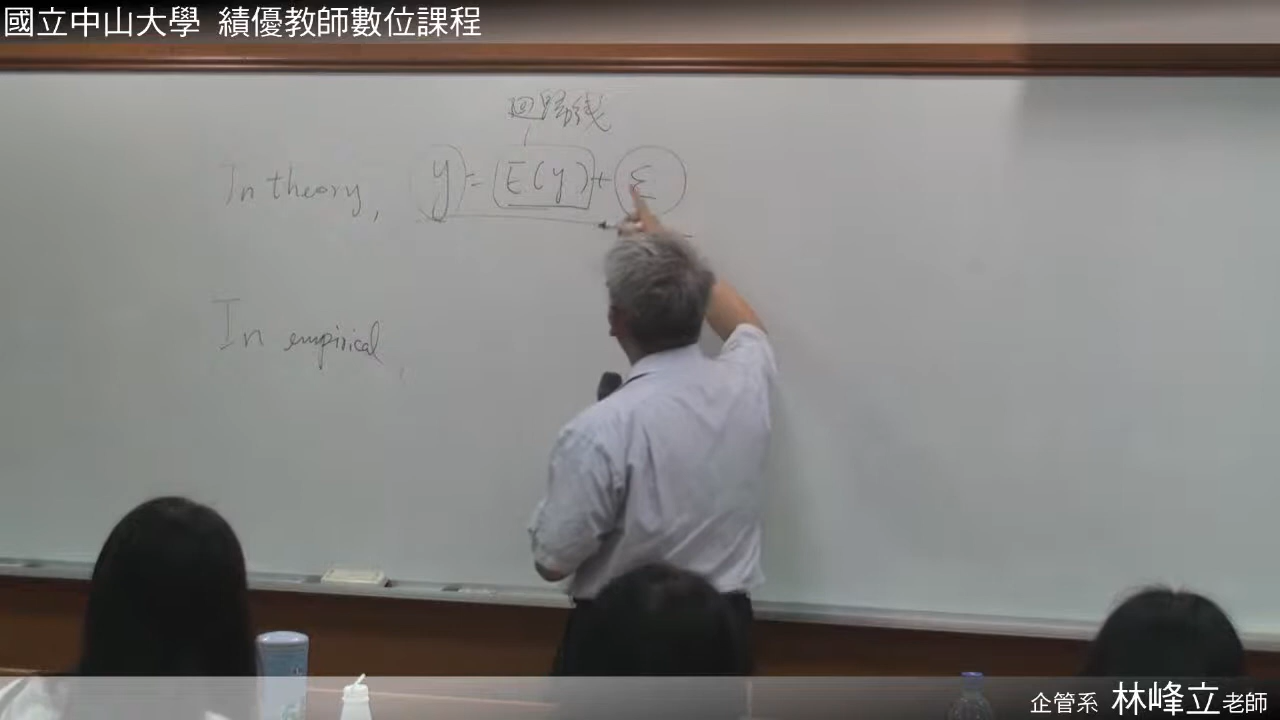 國立中山大學 績優教師數位課程
迴歸線
In theory, y = E(y) + ε
In empirical,
企管系 林峰立老師